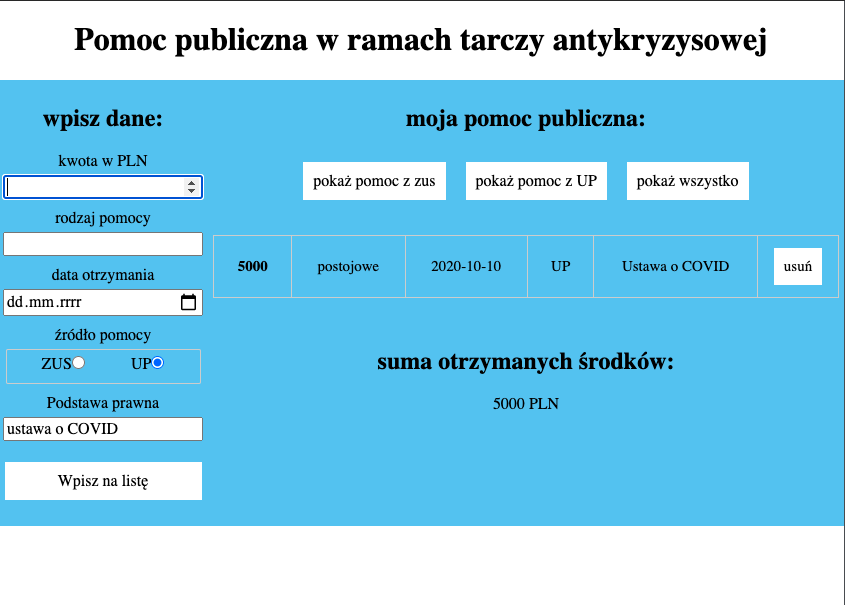 Pomoc publiczna w ramach tarczy antykryzysowej
wpisz dane:
kwota w PLN
rodzaj pomocy
data otrzymania
dd.mm.rrrr
źródło pomocy
ZUS UP
Podstawa prawna
ustawa o COVID
Wpisz na listę
moja pomoc publiczna:
pokaż pomoc z zus pokaż pomoc z UP pokaż wszystko
5000 postojowe 2020-10-10 UP Ustawa o COVID usuń
suma otrzymanych środków:
5000 PLN